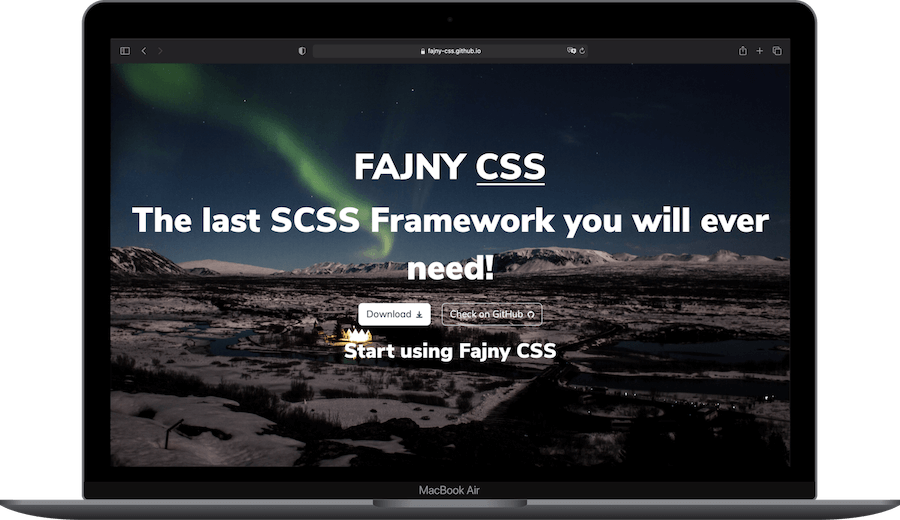 fajny-css.github.io
FAJNY CSS
The last SCSS Framework you will ever
need!
Download
Check on GitHub
Start using Fajny CSS
MacBook Air